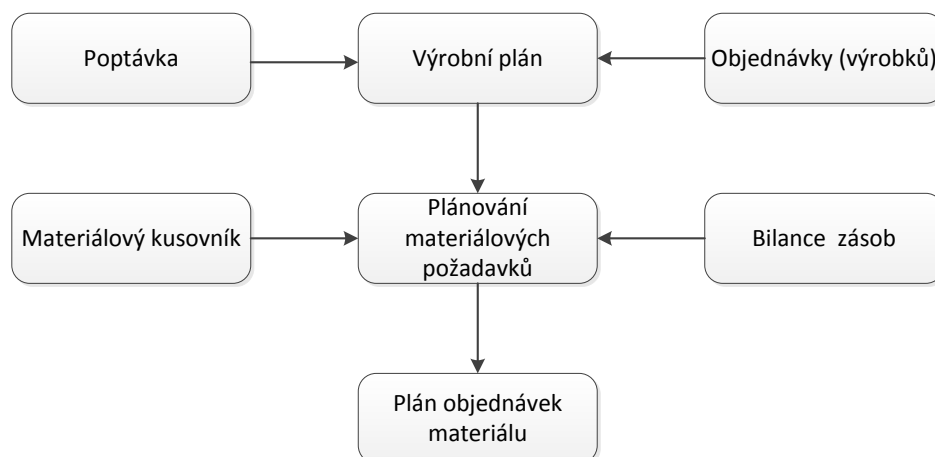 Poptávka
Výrobní plán
Objednávky (výrobků)
Materiálový kusovník
Plánování
materiálových
požadavků
Bilance zásob
Plán objednávek
materiálu